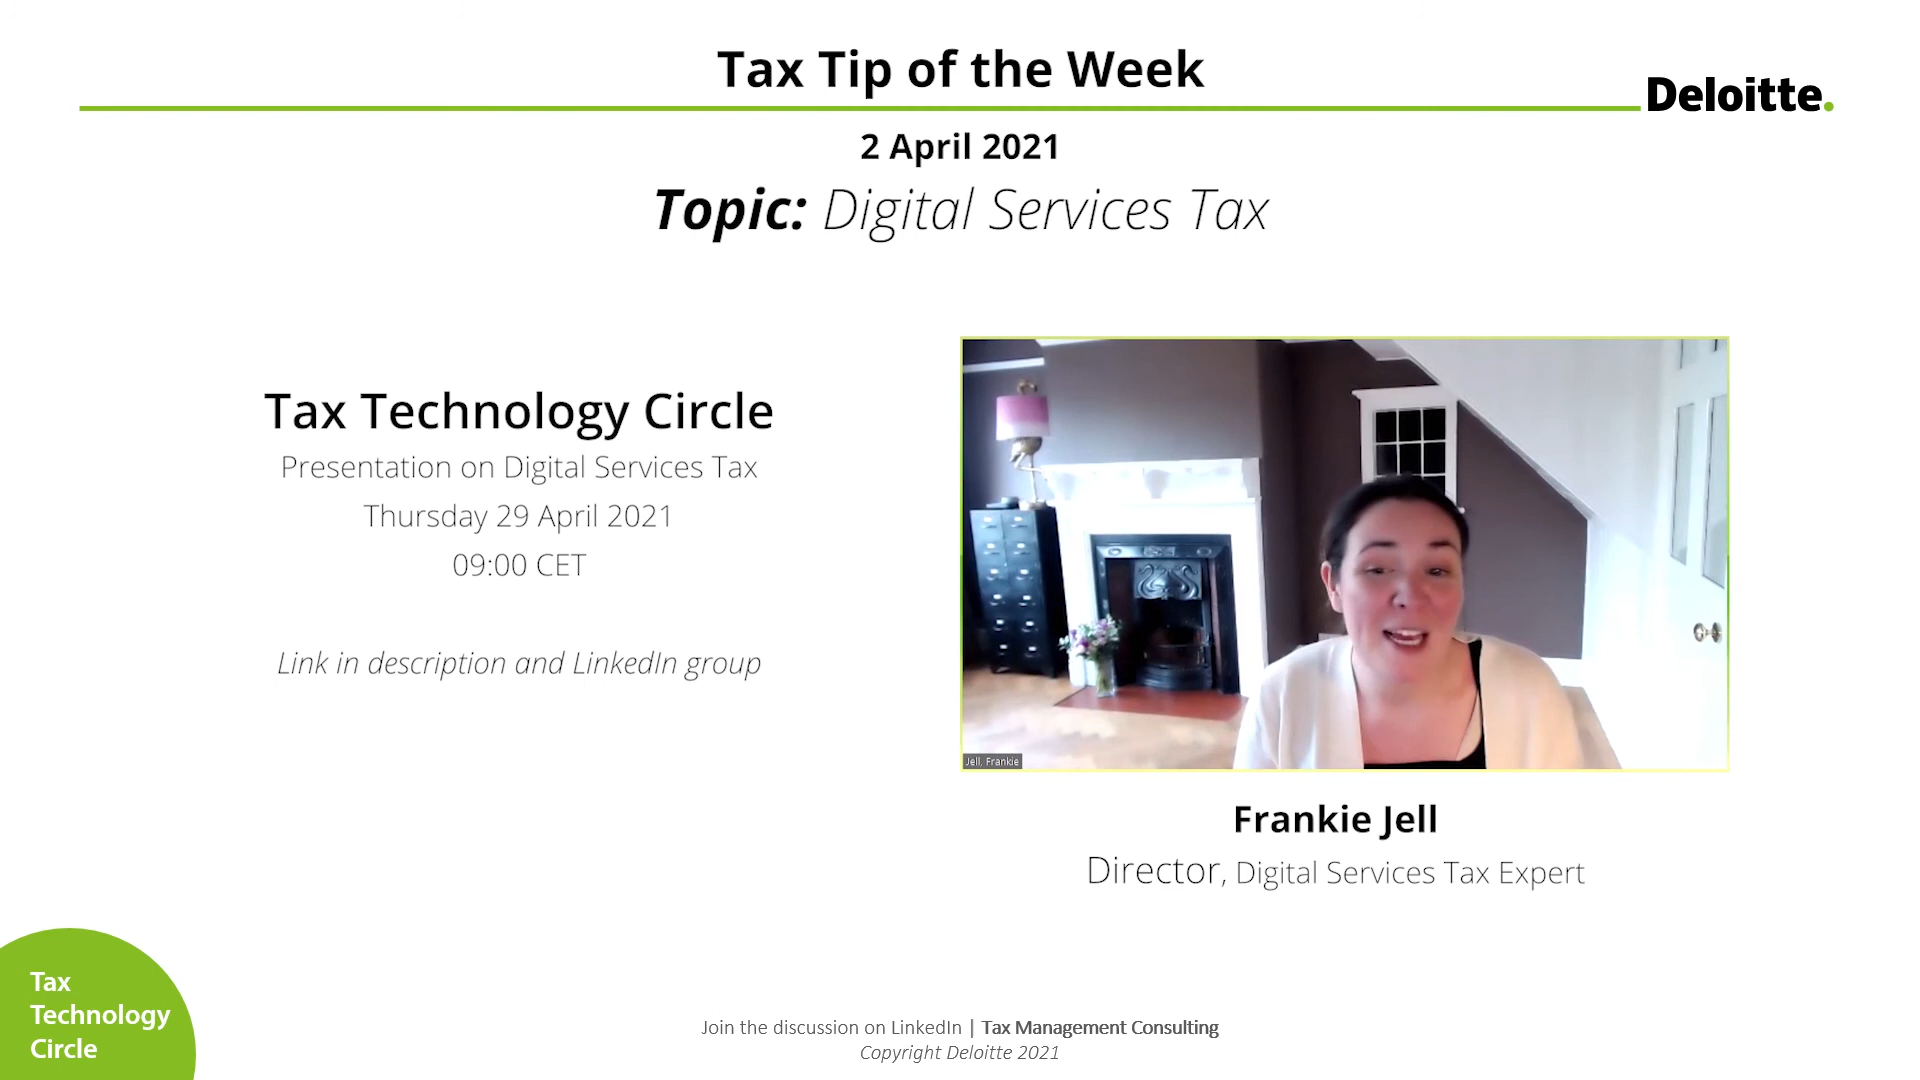 Tax Tip of the Week
Deloitte.
2 April 2021
Topic: Digital Services Tax
Tax Technology Circle
Presentation on Digital Services Tax
Thursday 29 April 2021
09:00 CET
Link in description and LinkedIn group
Jell, Frankie
Frankie Jell
Director, Digital Services Tax Expert
Tax
Technology
Circle
Join the discussion on LinkedIn | Tax Management Consulting
Copyright Deloitte 2021